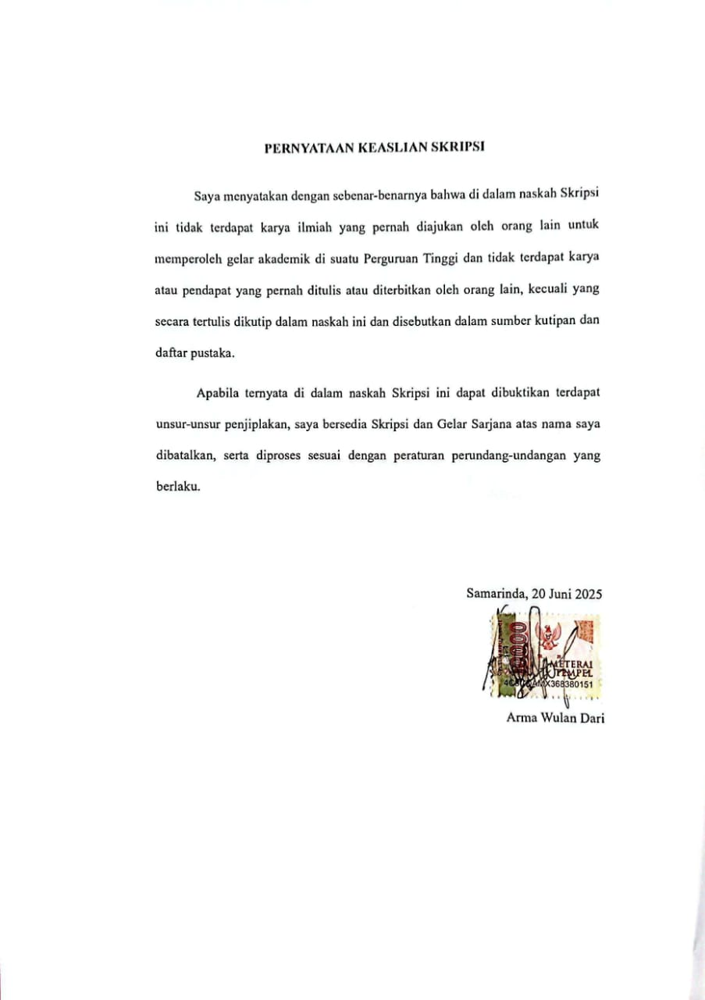 PERNYATAAN KEASLIAN SKRIPSI
Saya menyatakan dengan sebenar-benarnya bahwa di dalam naskah Skripsi
ini tidak terdapat karya ilmiah yang pernah diajukan oleh orang lain untuk
memperoleh gelar akademik di suatu Perguruan Tinggi dan tidak terdapat karya
atau pendapat yang pernah ditulis atau diterbitkan oleh orang lain, kecuali yang
secara tertulis dikutip dalam naskah ini dan disebutkan dalam sumber kutipan dan
daftar pustaka.
Apabila ternyata di dalam naskah Skripsi ini dapat dibuktikan terdapat
unsur-unsur penjiplakan, saya bersedia Skripsi dan Gelar Sarjana atas nama saya
dibatalkan, serta diproses sesuai dengan peraturan perundang-undangan yang
berlaku.
Samarinda, 20 Juni 2025
METERAI
TEMPEL
Arma Wulan Dari